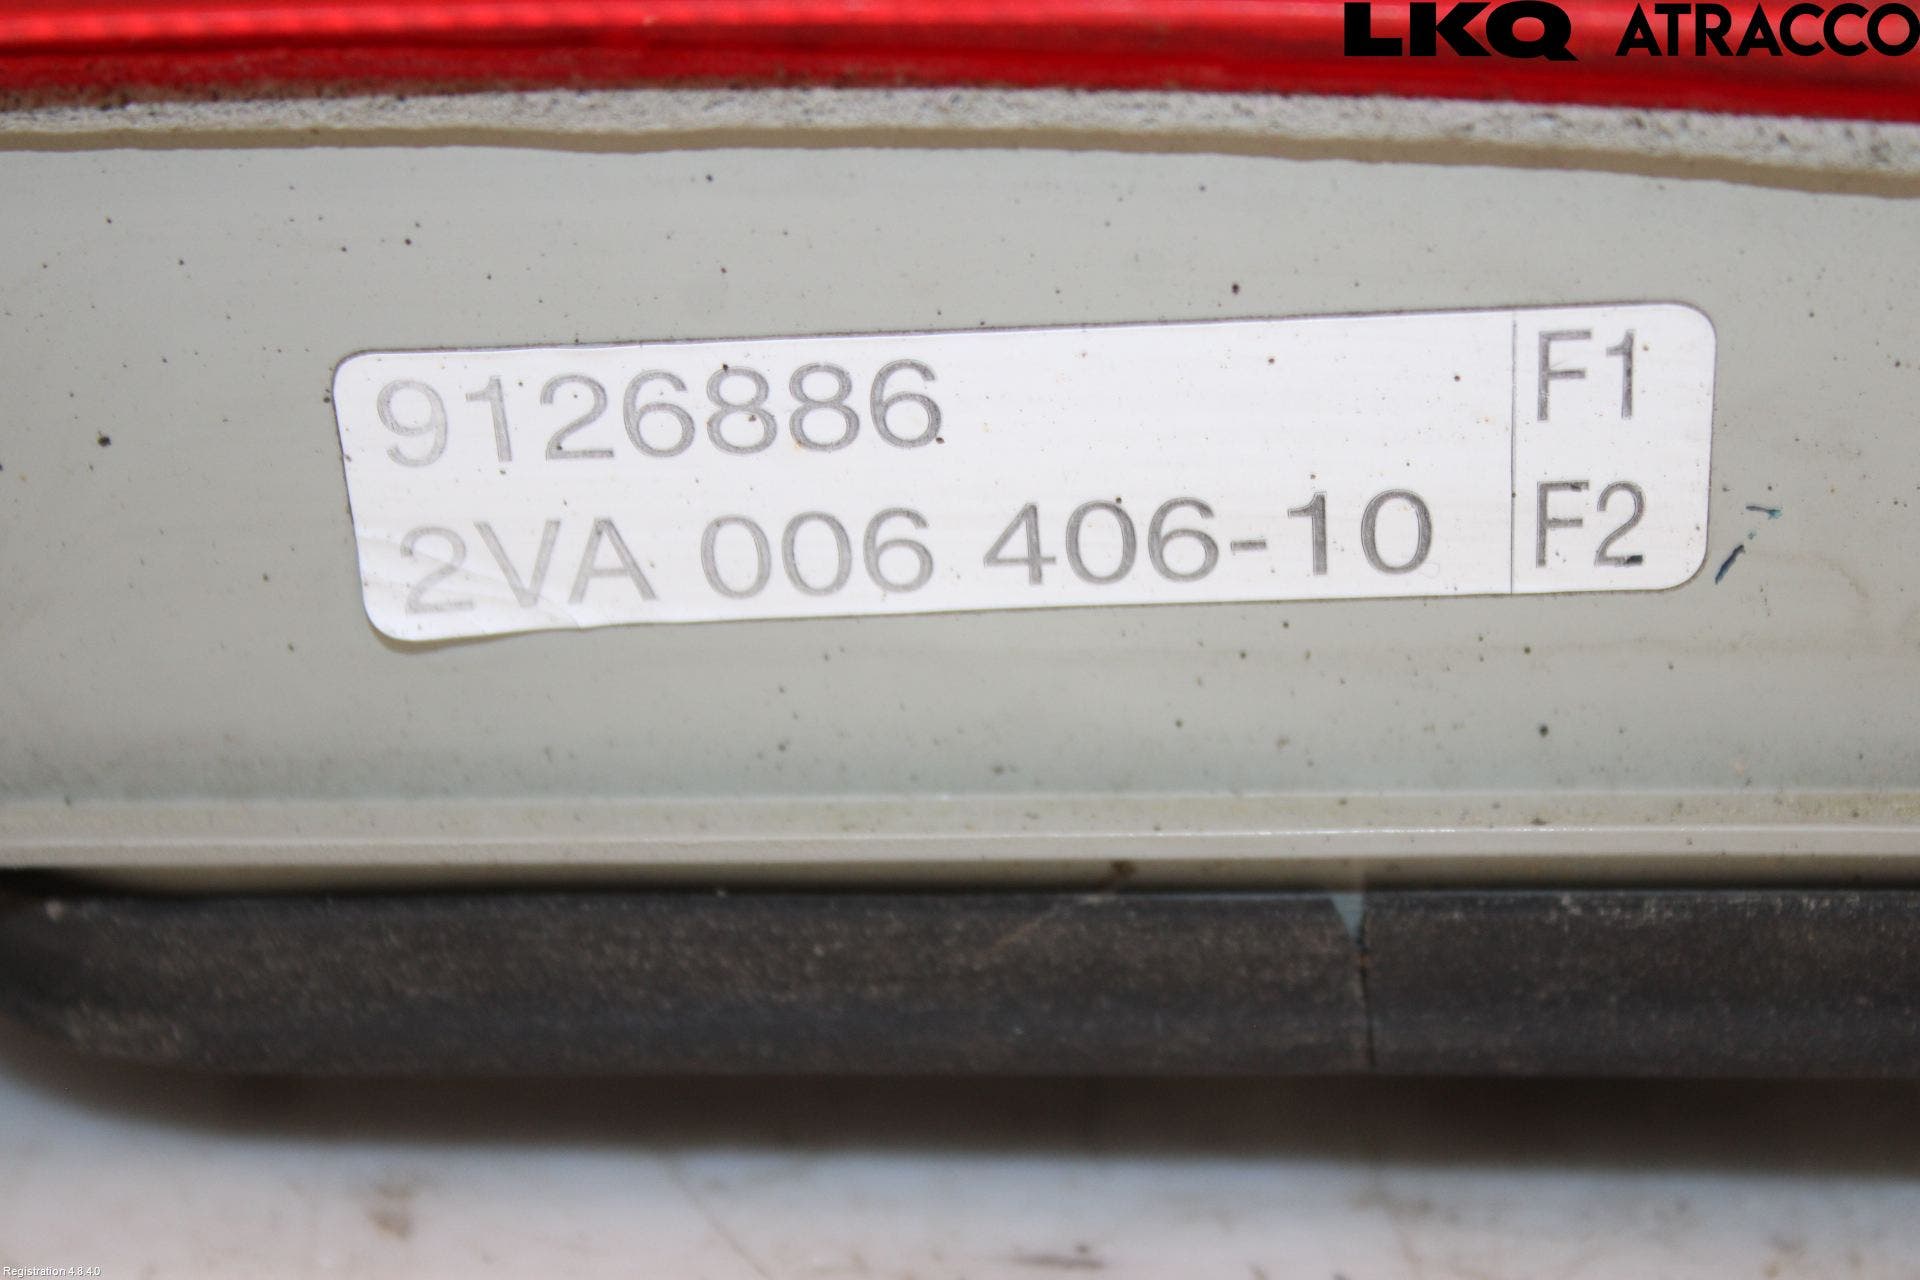 LKQ ATRACCO
9126886 F1
2VA 006 406-10 F2
Registration 4.8.4.0